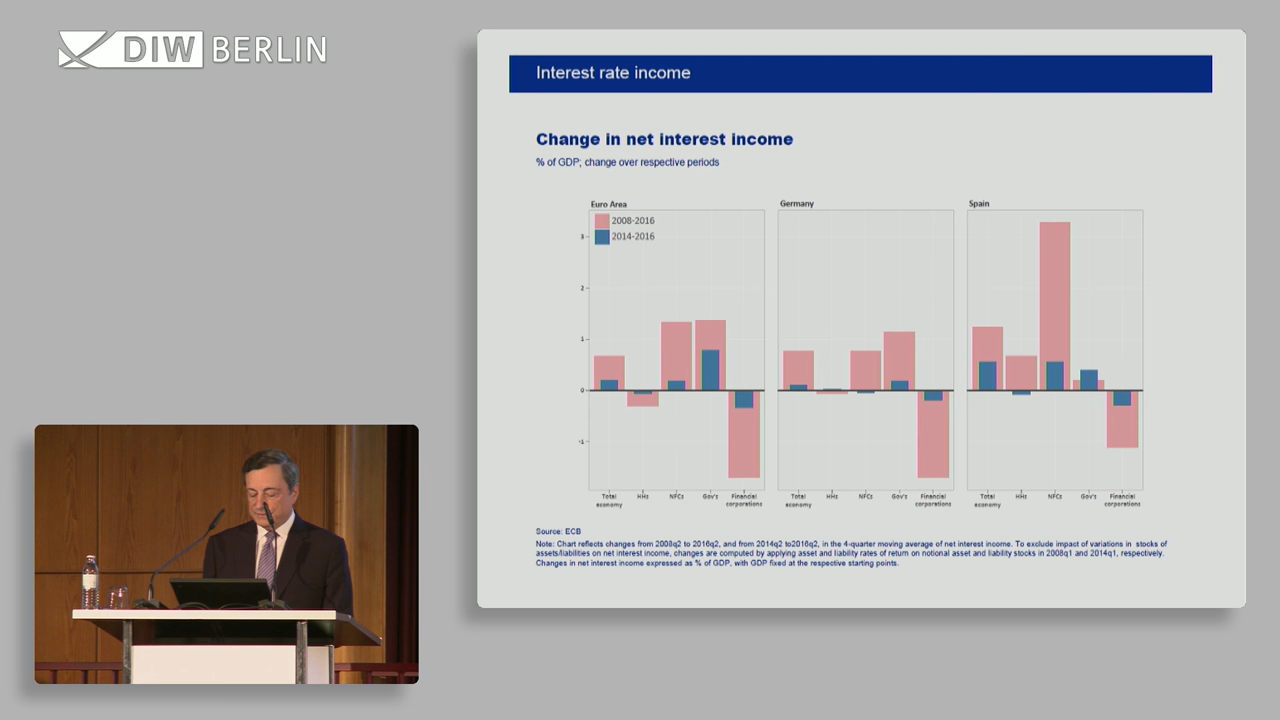 DIW BERLIN
Interest rate income
Change in net interest income
% of GDP; change over respective periods
Euro Area
Germany
Spain
2008-2016
2014-2016
3
2
1
0
-1
Total economy
HHs
NFCs
Gov's
Financial corporations
Total economy
HHs
NFCs
Gov's
Financial corporations
Total economy
HHs
NFCs
Gov's
Financial corporations
Source: ECB
Note: Chart reflects changes from 2008q2 to 2016q2, and from 2014q2 to2016q2, in the 4-quarter moving average of net interest income. To exclude impact of variations in stocks of
assets/liabilities on net interest income, changes are computed by applying asset and liability rates of return on notional asset and liability stocks in 2008q1 and 2014q1, respectively.
Changes in net interest income expressed as % of GDP, with GDP fixed at the respective starting points.